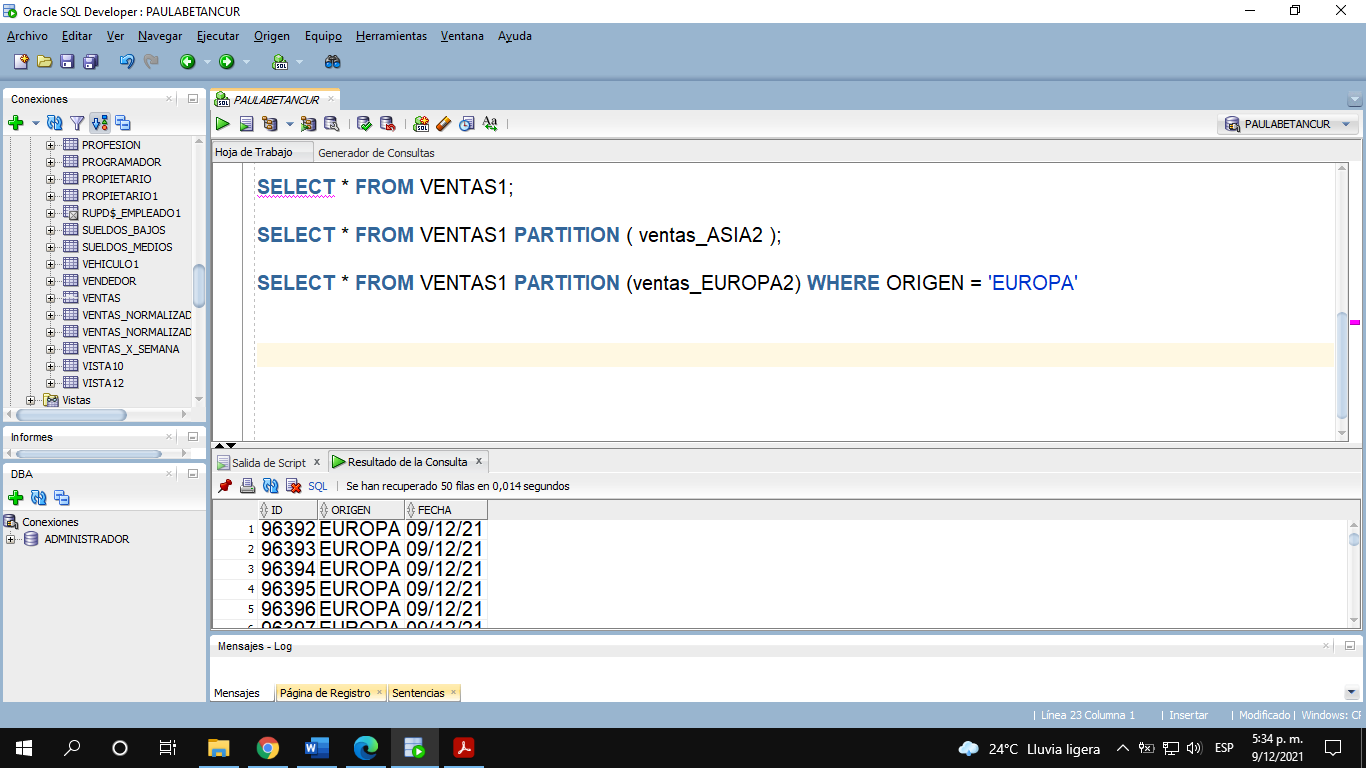 Oracle SQL Developer : PAULABETANCUR
Archivo Editar Ver Navegar Ejecutar Origen Equipo Herramientas Ventana Ayuda
Conexiones
PROFESION
PROGRAMADOR
PROPIETARIO
PROPIETARIO1
RUPD$_EMPLEADO1
SUELDOS_BAJOS
SUELDOS_MEDIOS
VEHICULO1
VENDEDOR
VENTAS
VENTAS_NORMALIZAD
VENTAS_NORMALIZAD
VENTAS_X_SEMANA
VISTA10
VISTA12
Vistas
Informes
DBA
Conexiones
ADMINISTRADOR
PAULABETANCUR
PAULABETANCUR
Hoja de Trabajo Generador de Consultas
SELECT * FROM VENTAS1;
SELECT * FROM VENTAS1 PARTITION ( ventas_ASIA2 );
SELECT * FROM VENTAS1 PARTITION (ventas_EUROPA2) WHERE ORIGEN = 'EUROPA'
Salida de Script Resultado de la Consulta
SQL | Se han recuperado 50 filas en 0,014 segundos
ID ORIGEN FECHA
1 96392 EUROPA 09/12/21
2 96393 EUROPA 09/12/21
3 96394 EUROPA 09/12/21
4 96395 EUROPA 09/12/21
5 96396 EUROPA 09/12/21
6 96397 EUROPA 09/12/21
Mensajes - Log
Mensajes Página de Registro Sentencias
| Línea 23 Columna 1 | Insertar | Modificado | Windows: CF
24°C Lluvia ligera ESP 5:34 p. m.
9/12/2021